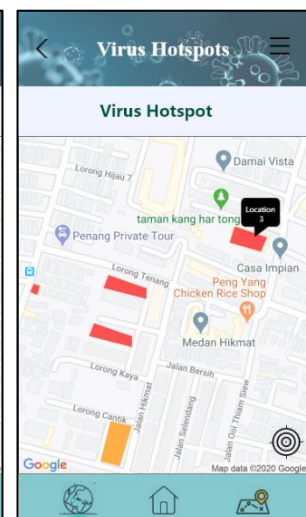 Virus Hotspots
Virus Hotspot
Damai Vista
Lorong Hijau 7
Location
3
taman kang har tong
Penang Private Tour
Casa Impian
Lorong Tenang
Peng Yang
Chicken Rice Shop
Medan Hikmat
Lorong Kaya
Jalan Bersih
Lorong Cantik
Jalan Hikmat
Jalan Selendang
Jalan Ooi Thiam Siew
Google
Map data ©2020 Google